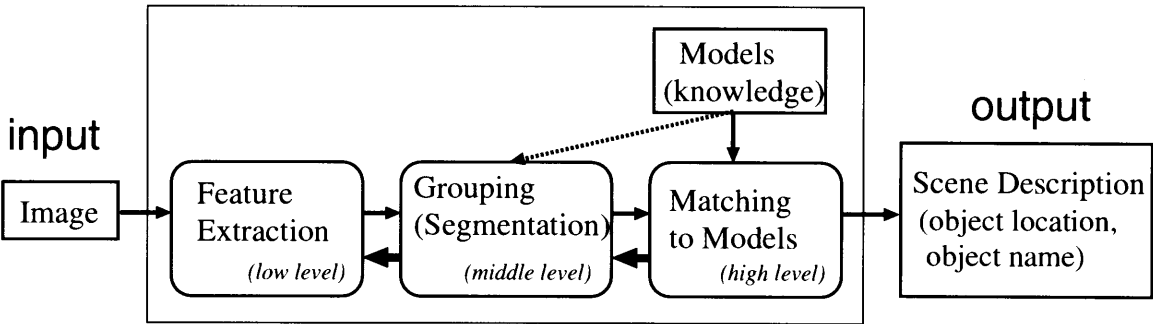 input
Image
Feature
Extraction
(low level)
Grouping
(Segmentation)
(middle level)
Models
(knowledge)
Matching
to Models
(high level)
output
Scene Description
(object location,
object name)